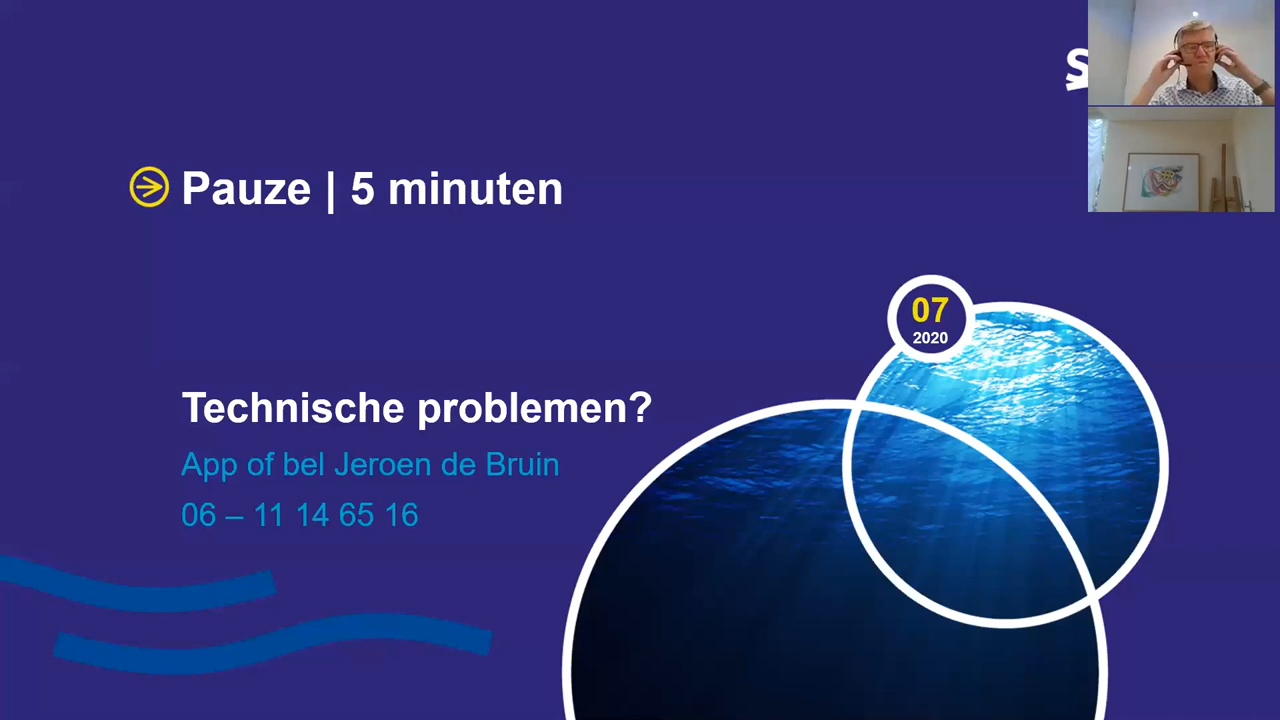 Pauze | 5 minuten
07
2020
Technische problemen?
App of bel Jeroen de Bruin
06 – 11 14 65 16